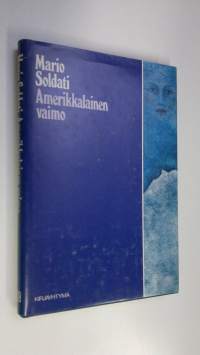 Mario
Soldati
Amerikkalainen
vaimo
KIRJAYHTYMÄ